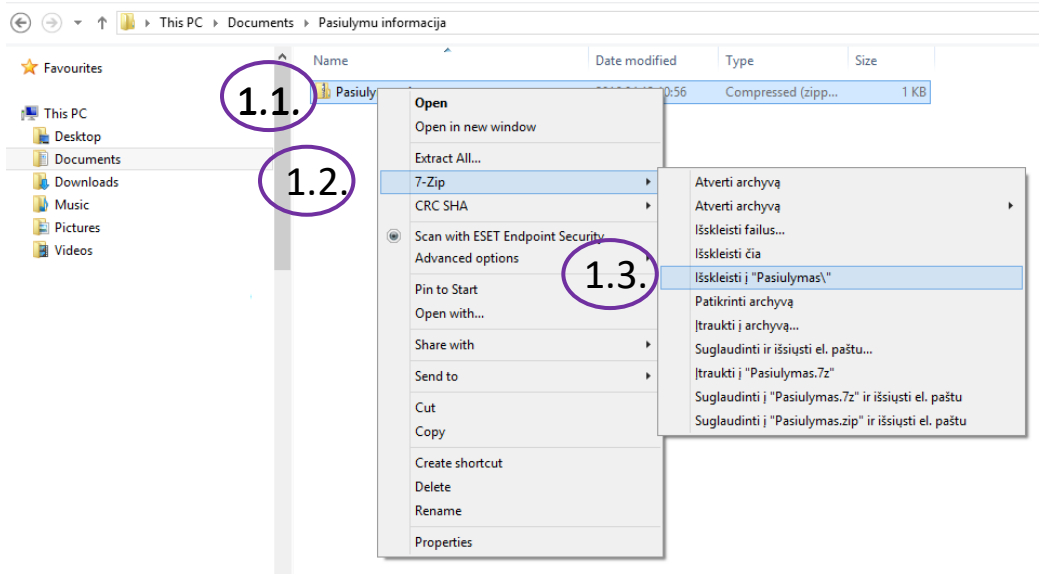 This PC Documents Pasiulymu informacija
Favourites
This PC
Desktop
Documents
Downloads
Music
Pictures
Videos
Name Date modified Type Size
Compressed (zipp... 1 KB
1.1.
1.2.
1.3.
Open
Open in new window
Extract All...
7-Zip
CRC SHA
Scan with ESET Endpoint Security
Advanced options
Pin to Start
Open with...
Share with
Send to
Cut
Copy
Create shortcut
Delete
Rename
Properties
Atverti archyvą
Atverti archyvą
Išskleisti failus...
Išskleisti čia
Išskleisti į "Pasiulymas\"
Patikrinti archyvą
Įtraukti į archyvą...
Suglaudinti ir išsiųsti el. paštu...
Įtraukti į "Pasiulymas.7z"
Suglaudinti į "Pasiulymas.7z" ir išsiųsti el. paštu
Suglaudinti į "Pasiulymas.zip" ir išsiųsti el. paštu